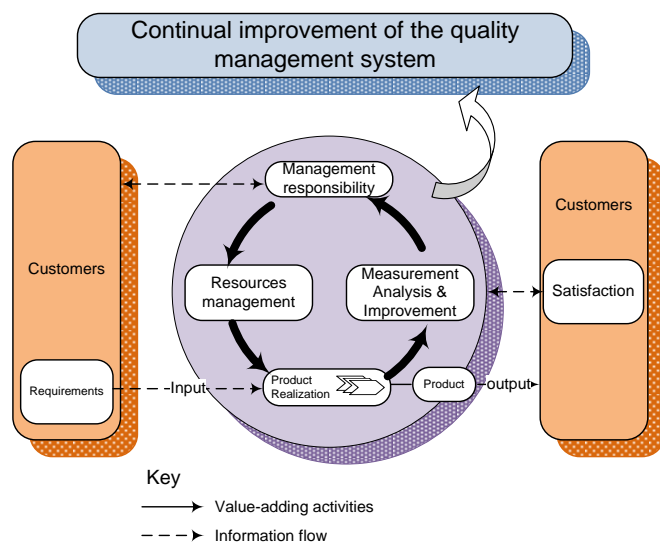 Continual improvement of the quality
management system
Management
responsibility
Customers
Customers
Resources
management
Measurement
Analysis &
Improvement
Satisfaction
Requirements
Input
Product
Realization
Product
output
Key
Value-adding activities
Information flow